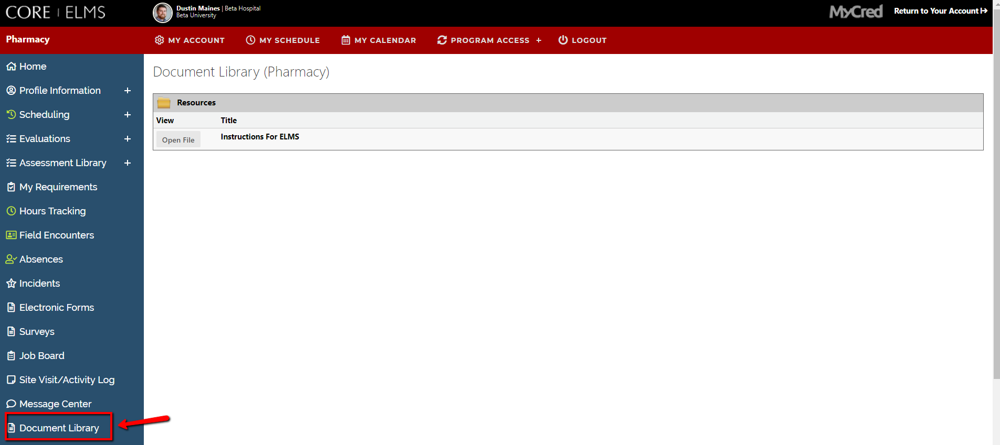 CORE | ELMS
Dustin Maines | Beta Hospital
Beta University
MyCred
Return to Your Account
Pharmacy
MY ACCOUNT
MY SCHEDULE
MY CALENDAR
PROGRAM ACCESS +
LOGOUT
Home
Profile Information +
Scheduling +
Evaluations +
Assessment Library +
My Requirements
Hours Tracking
Field Encounters
Absences
Incidents
Electronic Forms
Surveys
Job Board
Site Visit/Activity Log
Message Center
Document Library
Document Library (Pharmacy)
Resources
View Title
Open File Instructions For ELMS